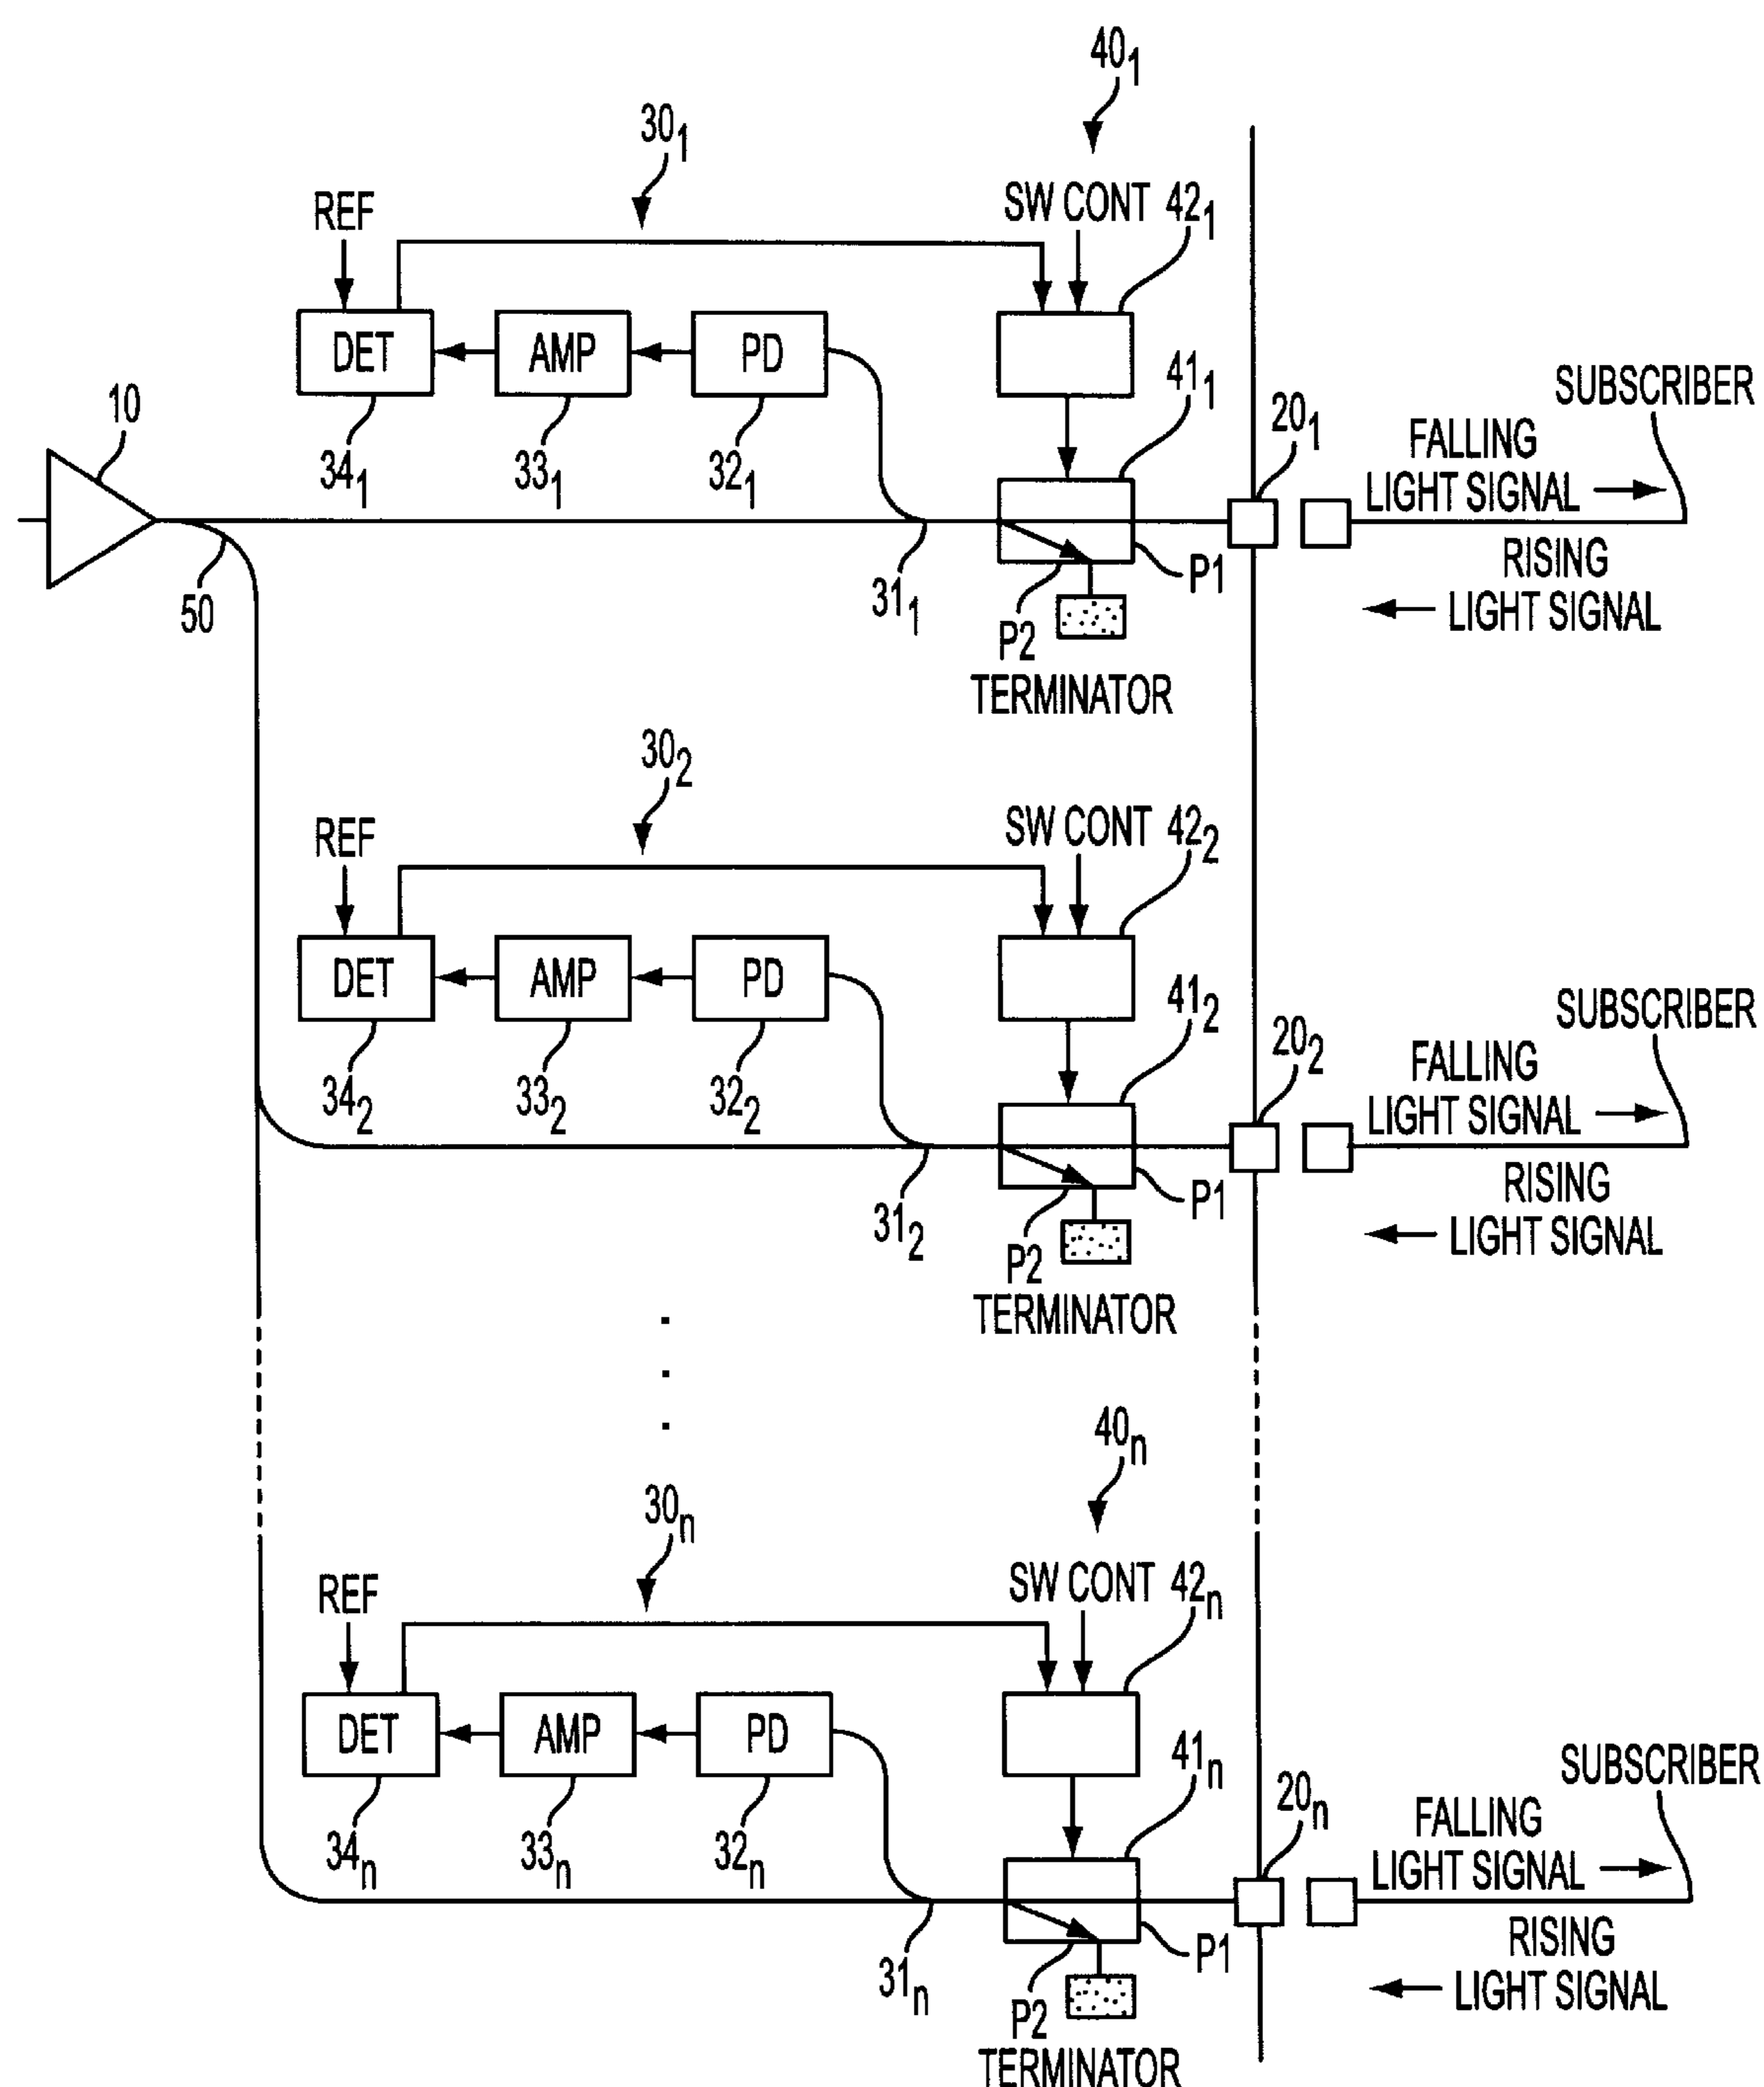 40₁
30₁
REF
SW CONT 42₁
DET
AMP
PD
41₁
SUBSCRIBER
10
20₁
FALLING
LIGHT SIGNAL
34₁
33₁
32₁
RISING
LIGHT SIGNAL
50
31₁
P1
P2
TERMINATOR
30₂
REF
SW CONT 42₂
DET
AMP
PD
41₂
SUBSCRIBER
20₂
FALLING
LIGHT SIGNAL
34₂
33₂
32₂
RISING
LIGHT SIGNAL
31₂
P1
P2
TERMINATOR
40ₙ
30ₙ
REF
SW CONT 42ₙ
DET
AMP
PD
41ₙ
SUBSCRIBER
20ₙ
FALLING
LIGHT SIGNAL
34ₙ
33ₙ
32ₙ
RISING
LIGHT SIGNAL
31ₙ
P1
P2
TERMINATOR